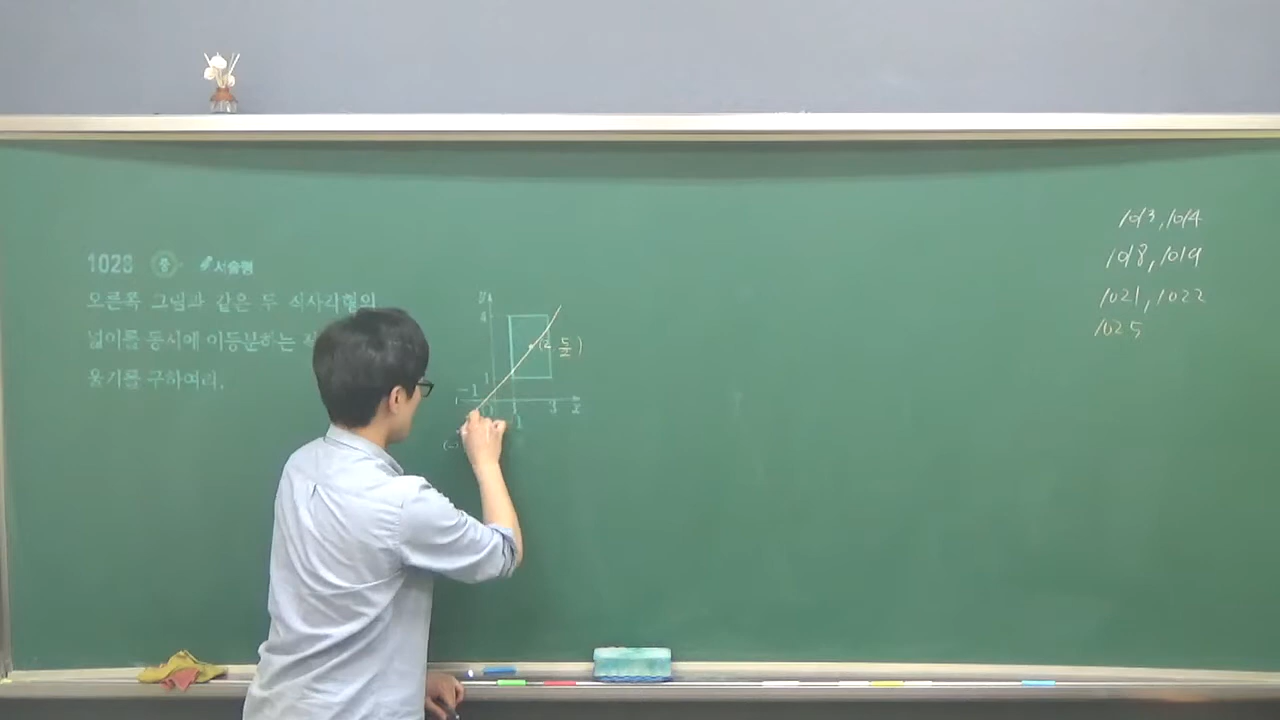 1028 중 서술형
오른쪽 그림과 같은 두 직사각형의
넓이를 동시에 이등분하는
울기를 구하여라.
y
4
(2, 5/2)
1
-1
O 1 3 x
1
1013, 1014
1018, 1019
1021, 1022
1025